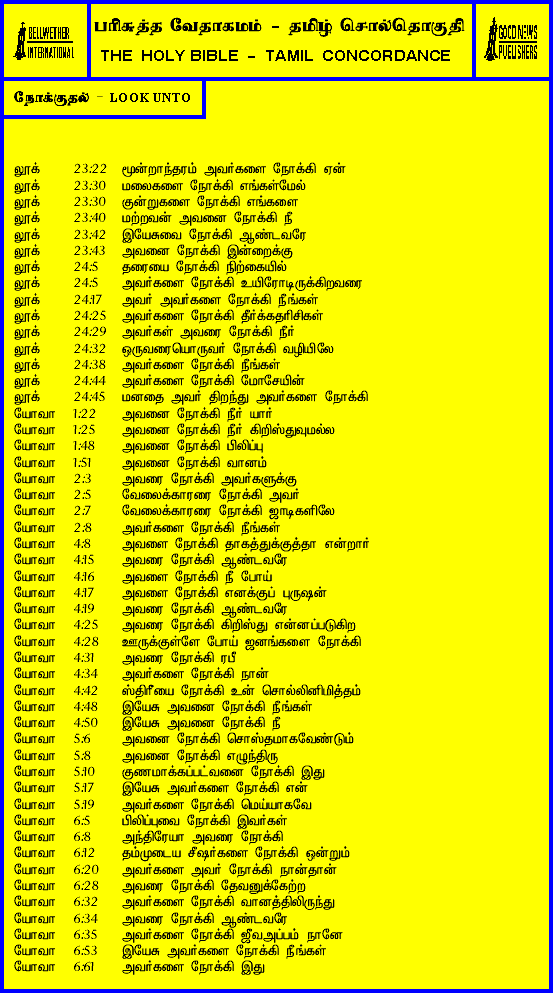 BELLWETHER
INTERNATIONAL
பரிசுத்த வேதாகமம் - தமிழ் சொல்தொகுதி
THE HOLY BIBLE - TAMIL CONCORDANCE
GOOD NEWS
PUBLISHERS
நோக்குதல் - LOOK UNTO
லூக் 23:22 மூன்றாந்தரம் அவர்களை நோக்கி ஏன்
லூக் 23:30 மலைகளை நோக்கி எங்கள்மேல்
லூக் 23:30 குன்றுகளை நோக்கி எங்களை
லூக் 23:40 மற்றவன் அவனை நோக்கி நீ
லூக் 23:42 இயேசுவை நோக்கி ஆண்டவரே
லூக் 23:43 அவனை நோக்கி இன்றைக்கு
லூக் 24:5 தரையை நோக்கி நிற்கையில்
லூக் 24:5 அவர்களை நோக்கி உயிரோடிருக்கிறவரை
லூக் 24:17 அவர் அவர்களை நோக்கி நீங்கள்
லூக் 24:25 அவர்களை நோக்கி தீர்க்கதரிசிகள்
லூக் 24:29 அவர்கள் அவரை நோக்கி நீர்
லூக் 24:32 ஒருவரையொருவர் நோக்கி வழியிலே
லூக் 24:38 அவர்களை நோக்கி நீங்கள்
லூக் 24:44 அவர்களை நோக்கி மோசேயின்
லூக் 24:45 மனதை அவர் திறந்து அவர்களை நோக்கி
யோவா 1:22 அவனை நோக்கி நீர் யார்
யோவா 1:25 அவனை நோக்கி நீர் கிறிஸ்துவுமல்ல
யோவா 1:48 அவனை நோக்கி பிலிப்பு
யோவா 1:51 அவனை நோக்கி வானம்
யோவா 2:3 அவரை நோக்கி அவர்களுக்கு
யோவா 2:5 வேலைக்காரரை நோக்கி அவர்
யோவா 2:7 வேலைக்காரரை நோக்கி ஜாடிகளிலே
யோவா 2:8 அவர்களை நோக்கி நீங்கள்
யோவா 4:8 அவளை நோக்கி தாகத்துக்குத்தா என்றார்
யோவா 4:15 அவரை நோக்கி ஆண்டவரே
யோவா 4:16 அவளை நோக்கி நீ போய்
யோவா 4:17 அவளை நோக்கி எனக்குப் புருஷன்
யோவா 4:19 அவரை நோக்கி ஆண்டவரே
யோவா 4:25 அவரை நோக்கி கிறிஸ்து என்னப்படுகிற
யோவா 4:28 ஊருக்குள்ளே போய் ஜனங்களை நோக்கி
யோவா 4:31 அவரை நோக்கி ரபீ
யோவா 4:34 அவர்களை நோக்கி நான்
யோவா 4:42 ஸ்திரீயை நோக்கி உன் சொல்லினிமித்தம்
யோவா 4:48 இயேசு அவனை நோக்கி நீங்கள்
யோவா 4:50 இயேசு அவனை நோக்கி நீ
யோவா 5:6 அவனை நோக்கி சொஸ்தமாகவேண்டும்
யோவா 5:8 அவனை நோக்கி எழுந்திரு
யோவா 5:10 குணமாக்கப்பட்வனை நோக்கி இது
யோவா 5:17 இயேசு அவர்களை நோக்கி என்
யோவா 5:19 அவர்களை நோக்கி மெய்யாகவே
யோவா 6:5 பிலிப்புவை நோக்கி இவர்கள்
யோவா 6:8 அந்திரேயா அவரை நோக்கி
யோவா 6:12 தம்முடைய சீஷர்களை நோக்கி ஒன்றும்
யோவா 6:20 அவர்களை அவர் நோக்கி நான்தான்
யோவா 6:28 அவரை நோக்கி தேவனுக்கேற்ற
யோவா 6:32 அவர்களை நோக்கி வானத்திலிருந்து
யோவா 6:34 அவரை நோக்கி ஆண்டவரே
யோவா 6:35 அவர்களை நோக்கி ஜீவஅப்பம் நானே
யோவா 6:53 இயேசு அவர்களை நோக்கி நீங்கள்
யோவா 6:61 அவர்களை நோக்கி இது